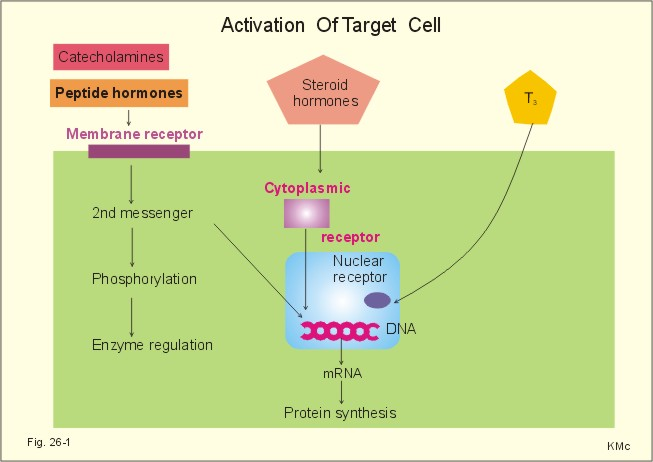 Activation Of Target Cell
Catecholamines
Peptide hormones
Membrane receptor
2nd messenger
Phosphorylation
Enzyme regulation
Steroid
hormones
Cytoplasmic
receptor
T3
Nuclear
receptor
DNA
mRNA
Protein synthesis
Fig. 26-1
KMc